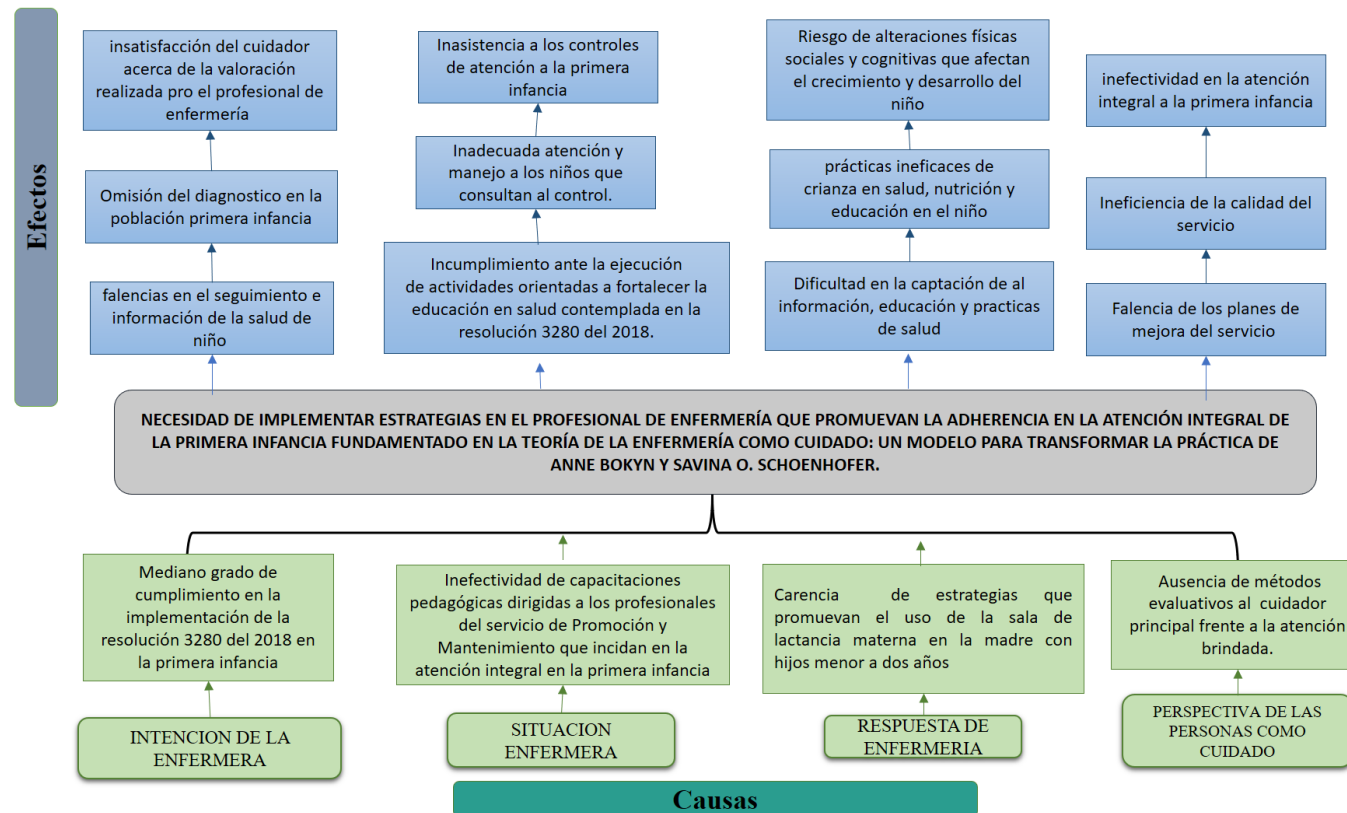 Efectos
insatisfacción del cuidador
acerca de la valoración
realizada pro el profesional de
enfermería
Inasistencia a los controles
de atención a la primera
infancia
Riesgo de alteraciones físicas
sociales y cognitivas que afectan
el crecimiento y desarrollo del
niño
inefectividad en la atención
integral a la primera infancia
Omisión del diagnostico en la
población primera infancia
Inadecuada atención y
manejo a los niños que
consultan al control.
prácticas ineficaces de
crianza en salud, nutrición y
educación en el niño
Ineficiencia de la calidad del
servicio
falencias en el seguimiento e
información de la salud de
niño
Incumplimiento ante la ejecución
de actividades orientadas a fortalecer la
educación en salud contemplada en la
resolución 3280 del 2018.
Dificultad en la captación de al
información, educación y practicas
de salud
Falencia de los planes de
mejora del servicio
NECESIDAD DE IMPLEMENTAR ESTRATEGIAS EN EL PROFESIONAL DE ENFERMERÍA QUE PROMUEVAN LA ADHERENCIA EN LA ATENCIÓN INTEGRAL DE
LA PRIMERA INFANCIA FUNDAMENTADO EN LA TEORÍA DE LA ENFERMERÍA COMO CUIDADO: UN MODELO PARA TRANSFORMAR LA PRÁCTICA DE
ANNE BOKYN Y SAVINA O. SCHOENHOFER.
Mediano grado de
cumplimiento en la
implementación de la
resolución 3280 del 2018 en
la primera infancia
Inefectividad de capacitaciones
pedagógicas dirigidas a los profesionales
del servicio de Promoción y
Mantenimiento que incidan en la
atención integral en la primera infancia
Carencia de estrategias que
promuevan el uso de la sala de
lactancia materna en la madre con
hijos menor a dos años
Ausencia de métodos
evaluativos al cuidador
principal frente a la atención
brindada.
INTENCION DE LA
ENFERMERA
SITUACION
ENFERMERA
RESPUESTA DE
ENFERMERIA
PERSPECTIVA DE LAS
PERSONAS COMO
CUIDADO
Causas